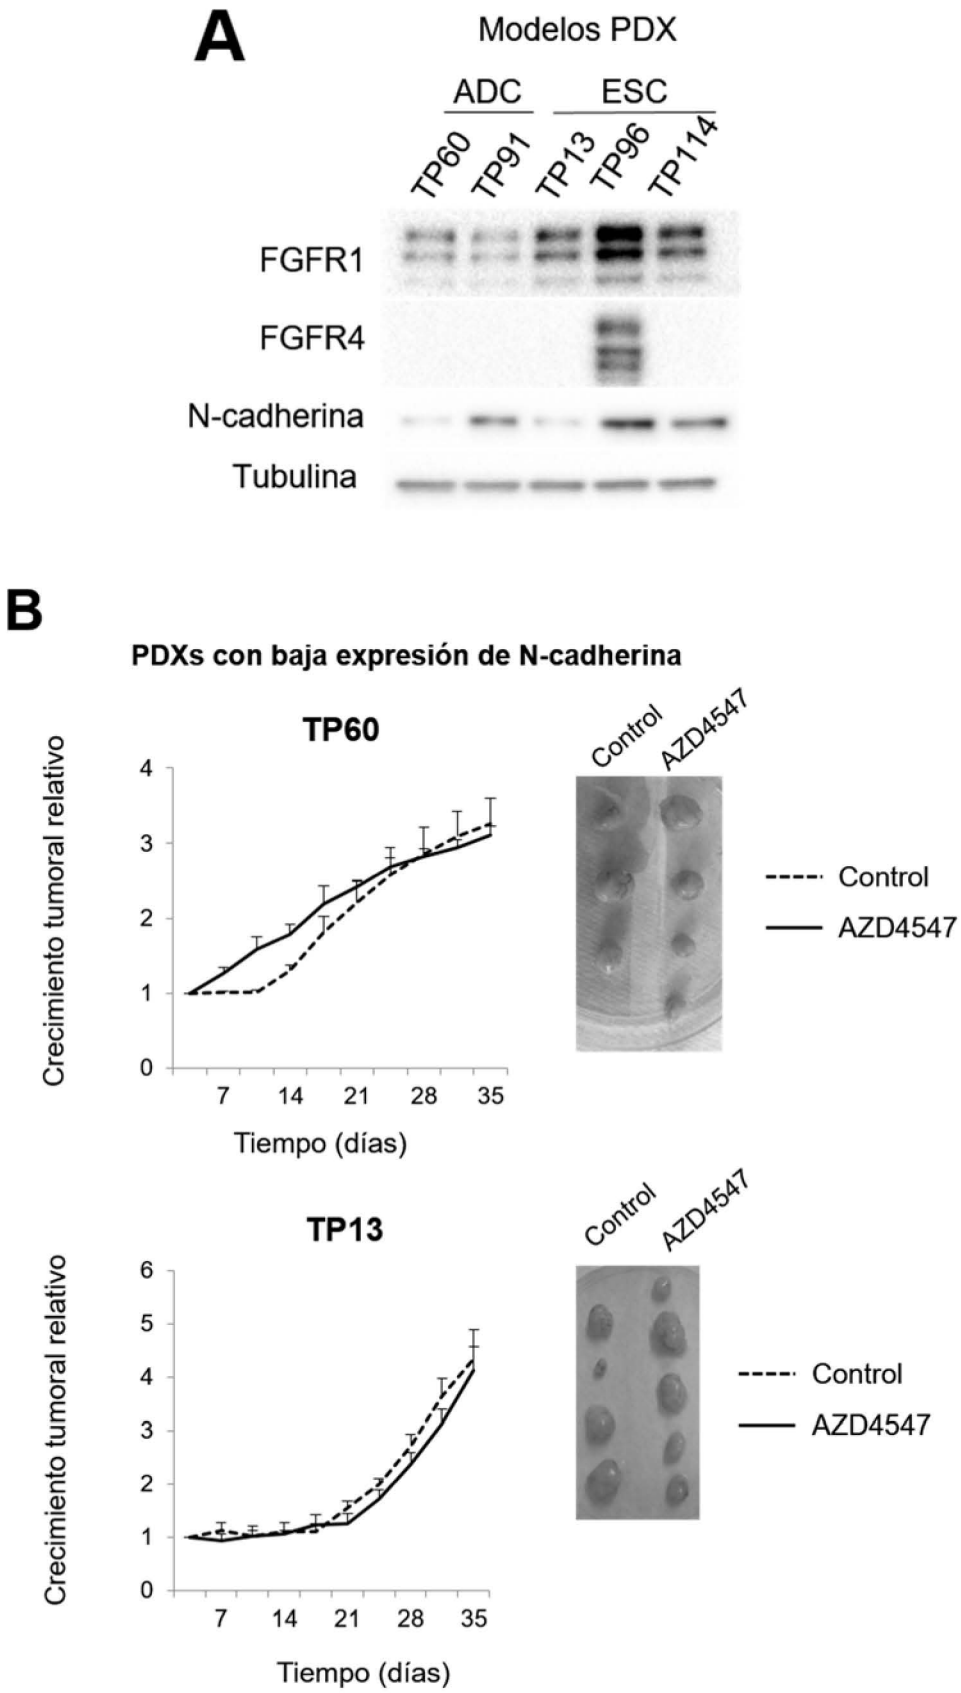 A
Modelos PDX
ADC
ESC
TP60
TP91
TP13
TP96
TP114
FGFR1
FGFR4
N-cadherina
Tubulina
B
PDXs con baja expresión de N-cadherina
TP60
Crecimiento tumoral relativo
4
3
2
1
0
7 14 21 28 35
Tiempo (días)
Control
AZD4547
Control
AZD4547
TP13
Crecimiento tumoral relativo
6
5
4
3
2
1
0
7 14 21 28 35
Tiempo (días)
Control
AZD4547
Control
AZD4547